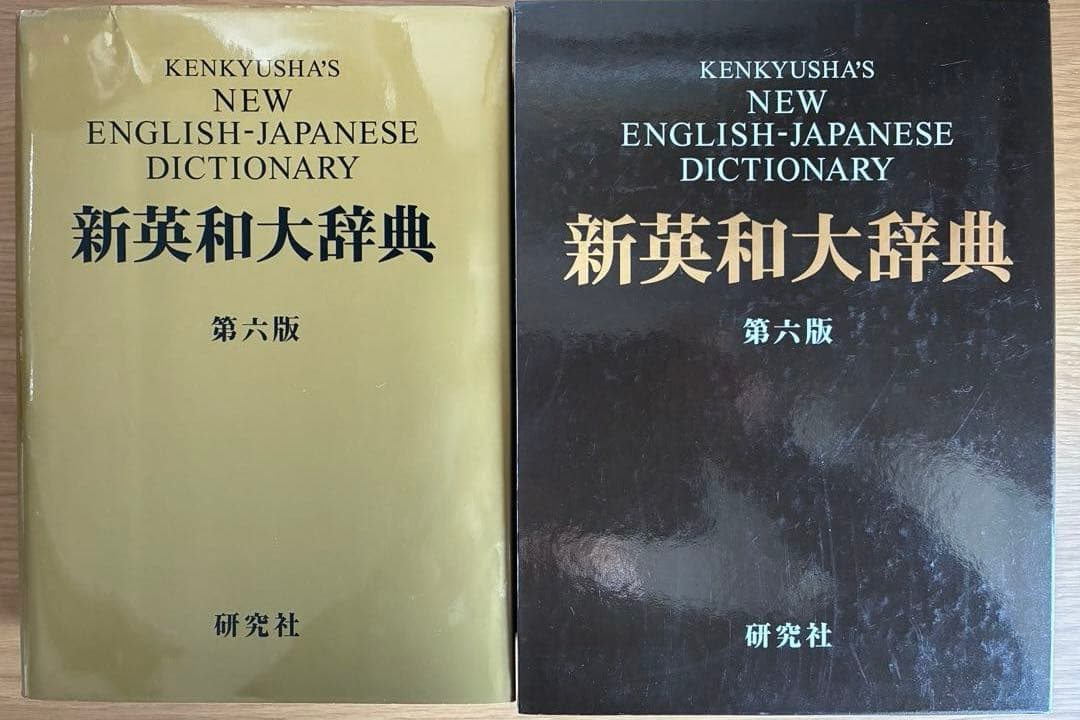 KENKYUSHA'S
NEW
ENGLISH-JAPANESE
DICTIONARY
新英和大辞典
第六版
研究社
KENKYUSHA'S
NEW
ENGLISH-JAPANESE
DICTIONARY
新英和大辞典
第六版
研究社